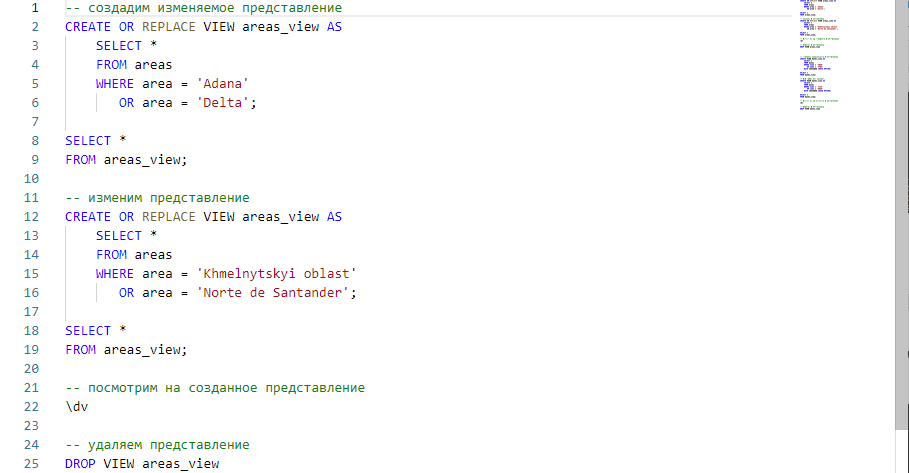 1 -- создадим изменяемое представление
2 CREATE OR REPLACE VIEW areas_view AS
3     SELECT *
4     FROM areas
5     WHERE area = 'Adana'
6        OR area = 'Delta';
7
8 SELECT *
9 FROM areas_view;
10
11 -- изменим представление
12 CREATE OR REPLACE VIEW areas_view AS
13     SELECT *
14     FROM areas
15     WHERE area = 'Khmelnytskyi oblast'
16        OR area = 'Norte de Santander';
17
18 SELECT *
19 FROM areas_view;
20
21 -- посмотрим на созданное представление
22 \dv
23
24 -- удаляем представление
25 DROP VIEW areas_view